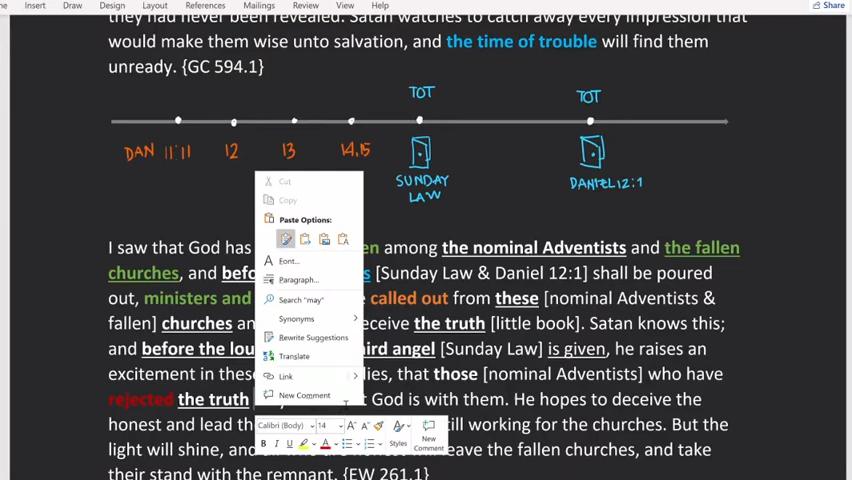 Insert Draw Design Layout References Mailings Review View Help Share
they had never been revealed. Satan watches to catch away every impression that
would make them wise unto salvation, and the time of trouble will find them
unready. {GC 594.1}
TOT TOT
DAN 11:11 12 13 14,15
SUNDAY LAW DANIEL 12:1
Cut
Copy
Paste Options:
Font...
Paragraph...
Search "may"
Synonyms
Rewrite Suggestions
Translate
Link
New Comment
I saw that God has en among the nominal Adventists and the fallen
churches, and befo s [Sunday Law & Daniel 12:1] shall be poured
out, ministers and called out from these [nominal Adventists &
fallen] churches an eceive the truth [little book]. Satan knows this;
and before the lou hird angel [Sunday Law] is given, he raises an
excitement in these dies, that those [nominal Adventists] who have
rejected the truth t God is with them. He hopes to deceive the
honest and lead th till working for the churches. But the
light will shine, and leave the fallen churches, and take
their stand with the remnant. {EW 261.1}
Calibri (Body) 14
B I U A Styles New Comment